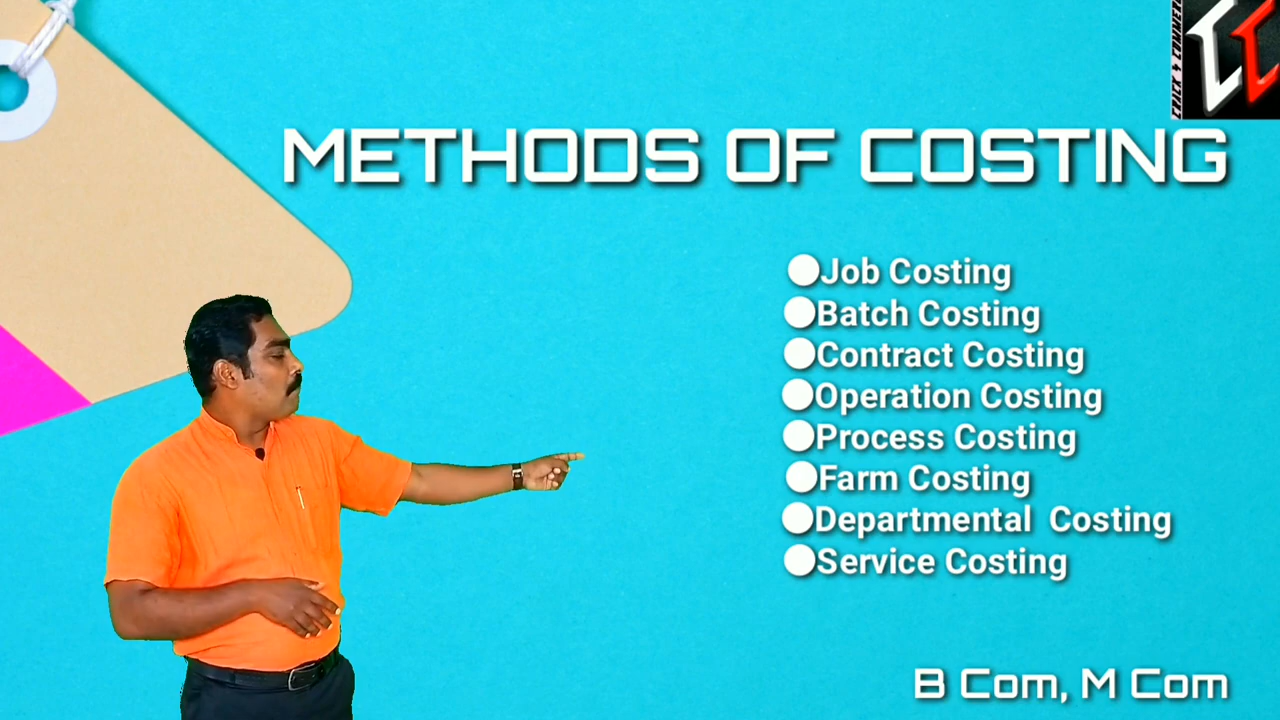 METHODS OF COSTING
Job Costing
Batch Costing
Contract Costing
Operation Costing
Process Costing
Farm Costing
Departmental Costing
Service Costing
B Com, M Com